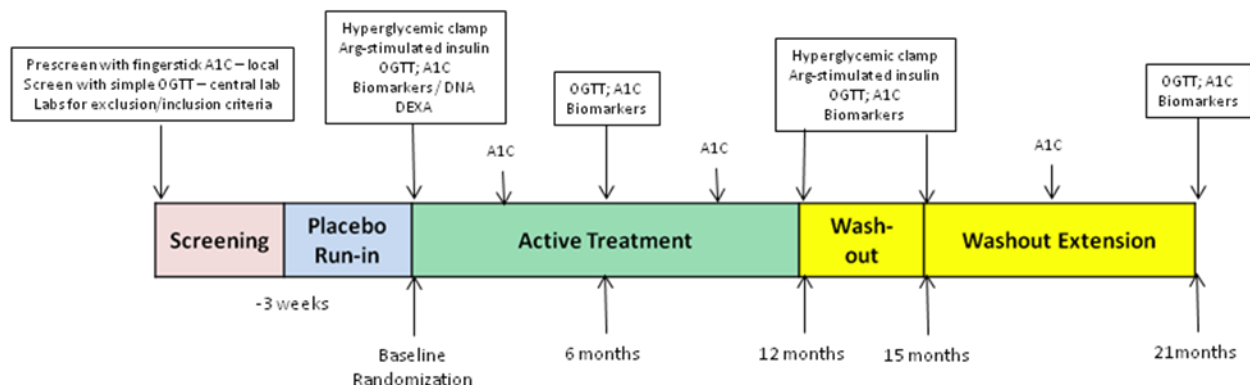 Prescreen with fingerstick A1C – local
Screen with simple OGTT – central lab
Labs for exclusion/inclusion criteria
Hyperglycemic clamp
Arg-stimulated insulin
OGTT; A1C
Biomarkers / DNA
DEXA
A1C
OGTT; A1C
Biomarkers
A1C
Hyperglycemic clamp
Arg-stimulated insulin
OGTT; A1C
Biomarkers
A1C
OGTT; A1C
Biomarkers
Screening
Placebo
Run-in
Active Treatment
Wash-
out
Washout Extension
-3 weeks
Baseline
Randomization
6 months
12 months
15 months
21months